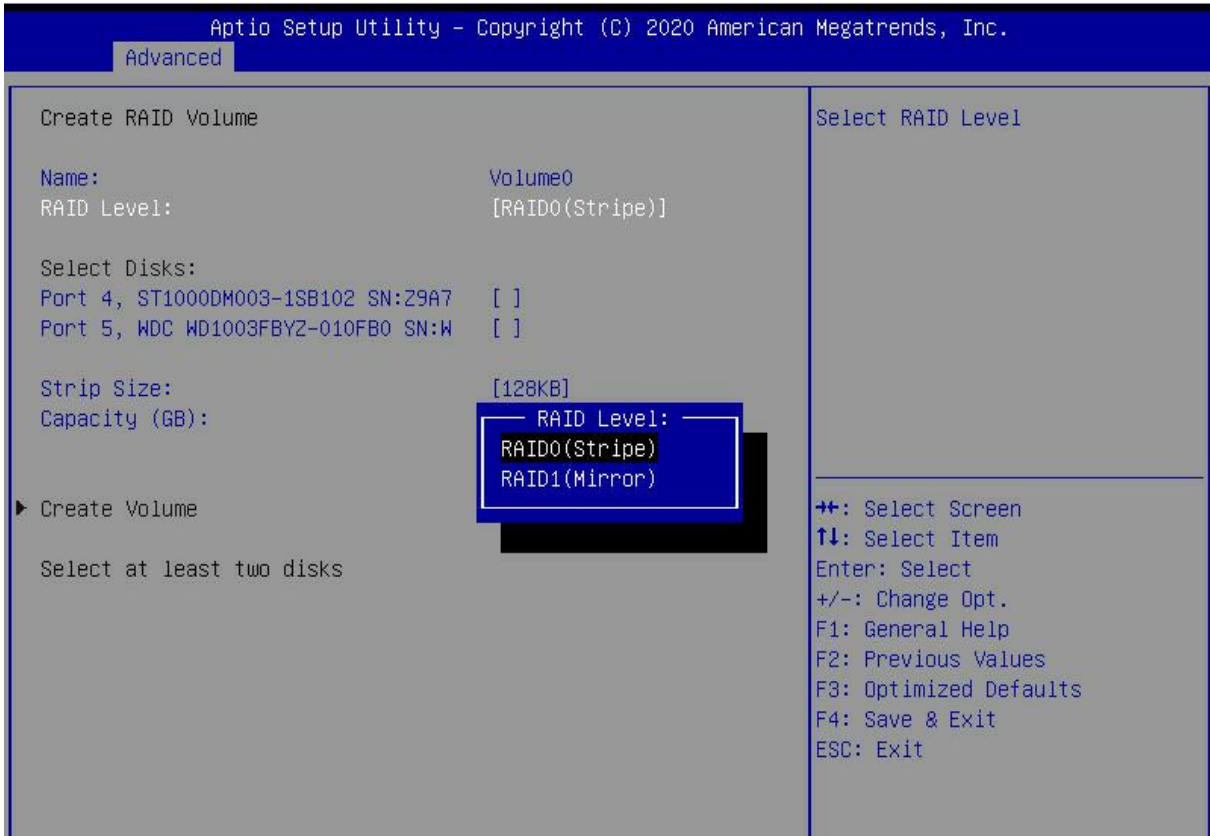 Aptio Setup Utility – Copyright (C) 2020 American Megatrends, Inc.
Advanced
Create RAID Volume
Name: Volume0
RAID Level: [RAID0(Stripe)]
Select Disks:
Port 4, ST1000DM003-1SB102 SN:Z9A7 [ ]
Port 5, WDC WD1003FBYZ-010FB0 SN:W [ ]
Strip Size: [128KB]
Capacity (GB):
RAID Level:
RAID0(Stripe)
RAID1(Mirror)
Create Volume
Select at least two disks
Select RAID Level
→←: Select Screen
↑↓: Select Item
Enter: Select
+/-: Change Opt.
F1: General Help
F2: Previous Values
F3: Optimized Defaults
F4: Save & Exit
ESC: Exit